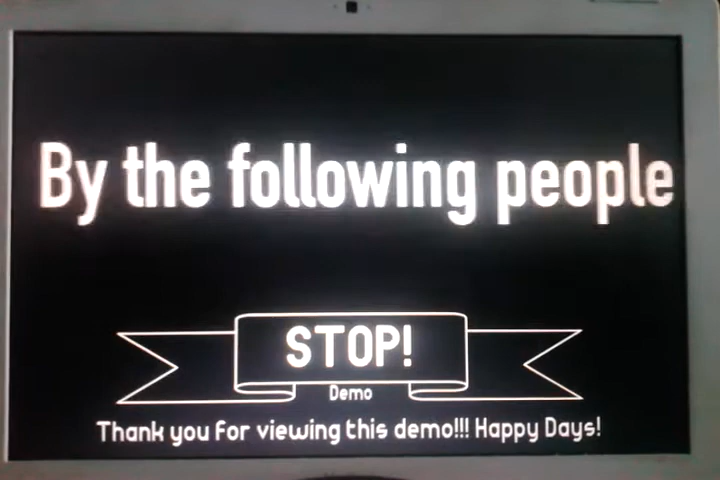 By the following people
STOP!
Demo
Thank you for viewing this demo!!! Happy Days!